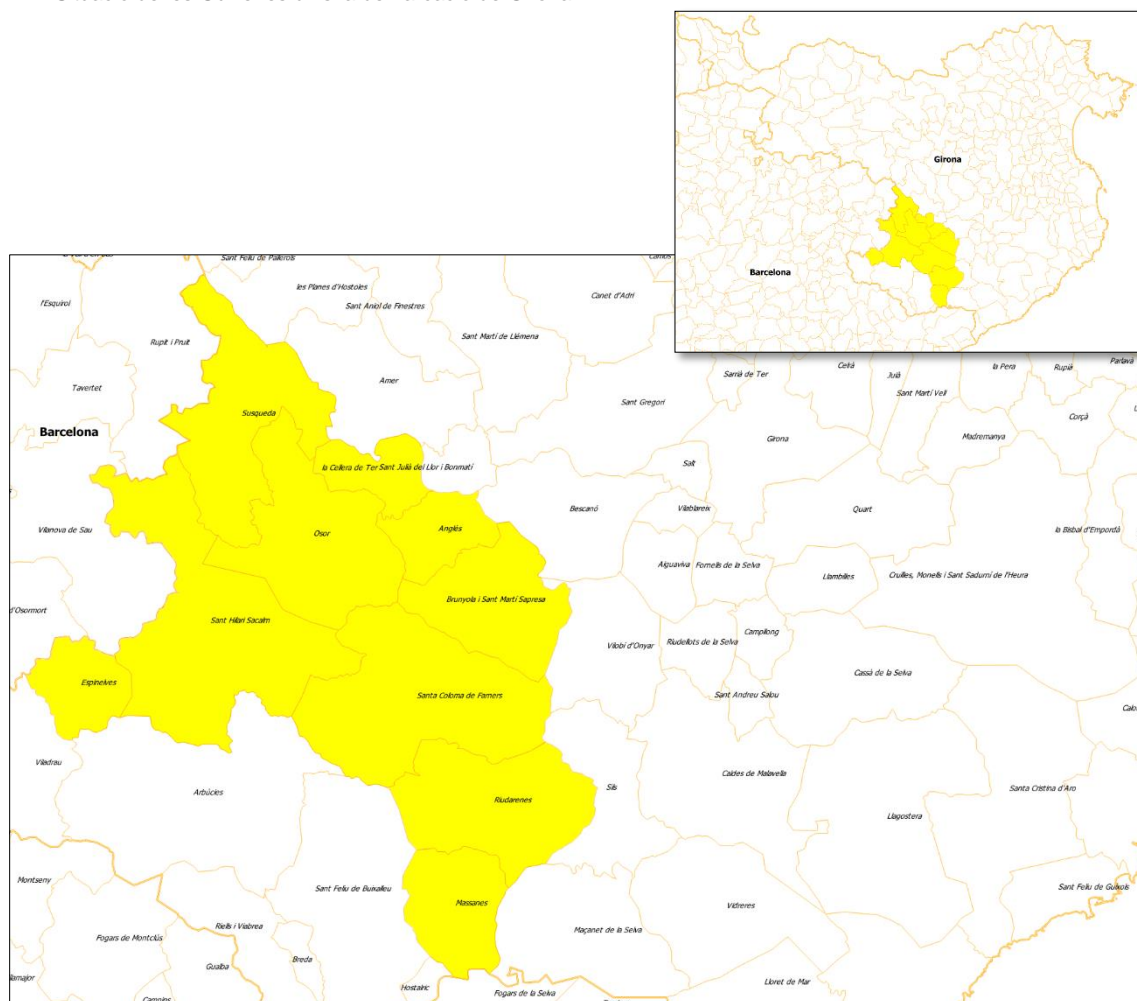 Girona
Barcelona
Sant Feliu de Pallerols
Canet d'Adri
l'Esquirol
les Planes d'Hostoles
Sant Aniol de Finestres
Sant Martí de Llémena
Rupit i Pruit
Parlavà
Celrà
la Pera
Rupià
Sarrià de Ter
Juià
Amer
Tavertet
Sant Martí Vell
Sant Gregori
Susqueda
Corçà
Barcelona
Girona
Madremanya
la Cellera de Ter
Sant Julià del Llor i Bonmatí
Salt
Bescanó
Vilablareix
Quart
Vilanova de Sau
Anglès
la Bisbal d'Empordà
Osor
Aiguaviva
Fornells de la Selva
Llambilles
Cruïlles, Monells i Sant Sadurní de l'Heura
Brunyola i Sant Martí Sapresa
d'Osormort
Sant Hilari Sacalm
Campllong
Vilobí d'Onyar
Riudellots de la Selva
Cassà de la Selva
Espinelves
Santa Coloma de Farners
Sant Andreu Salou
Viladrau
Caldes de Malavella
Arbúcies
Sils
Santa Cristina d'Aro
Riudarenes
Llagostera
Montseny
Sant Feliu de Buixalleu
Sant Feliu de Guíxols
Massanes
Vidreres
Riells i Viabrea
Maçanet de la Selva
Fogars de Montclús
Breda
Gualba
Lloret de Mar
Hostalric
Fogars de la Selva